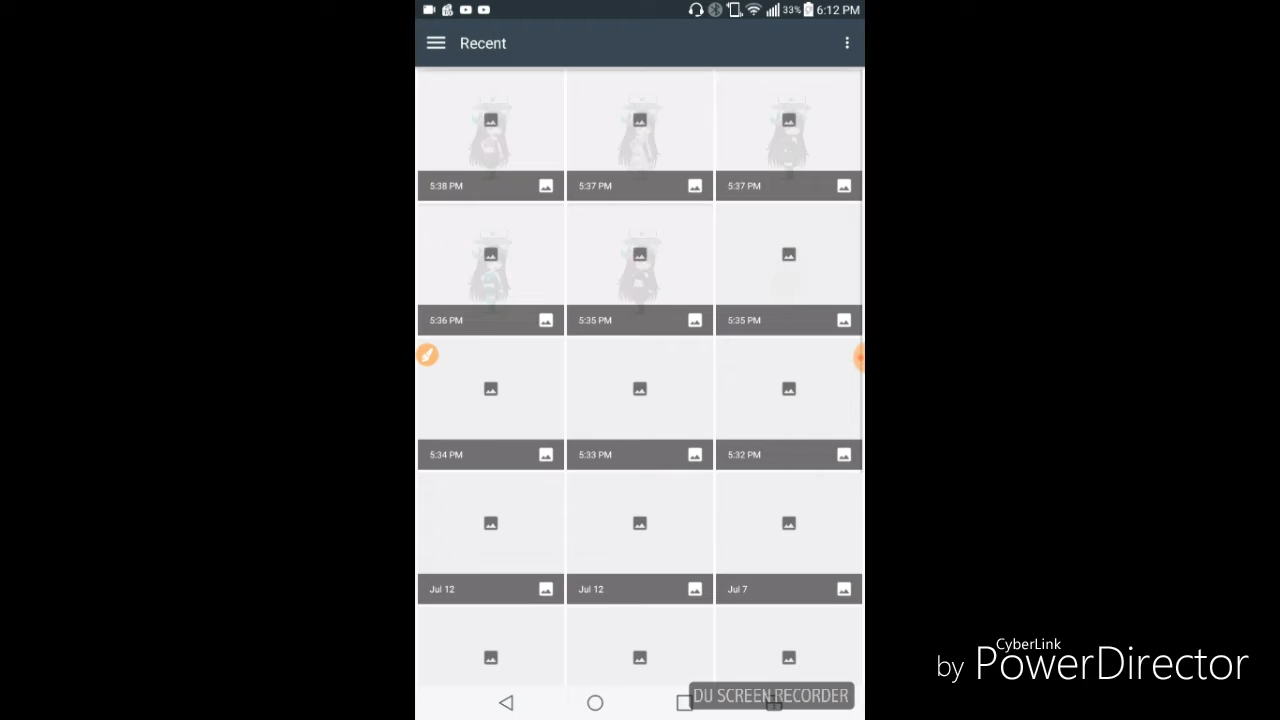 33% 6:12 PM
Recent
5:38 PM 5:37 PM 5:37 PM
5:36 PM 5:35 PM 5:35 PM
5:34 PM 5:33 PM 5:32 PM
Jul 12 Jul 12 Jul 7
DU SCREEN RECORDER
by CyberLink PowerDirector